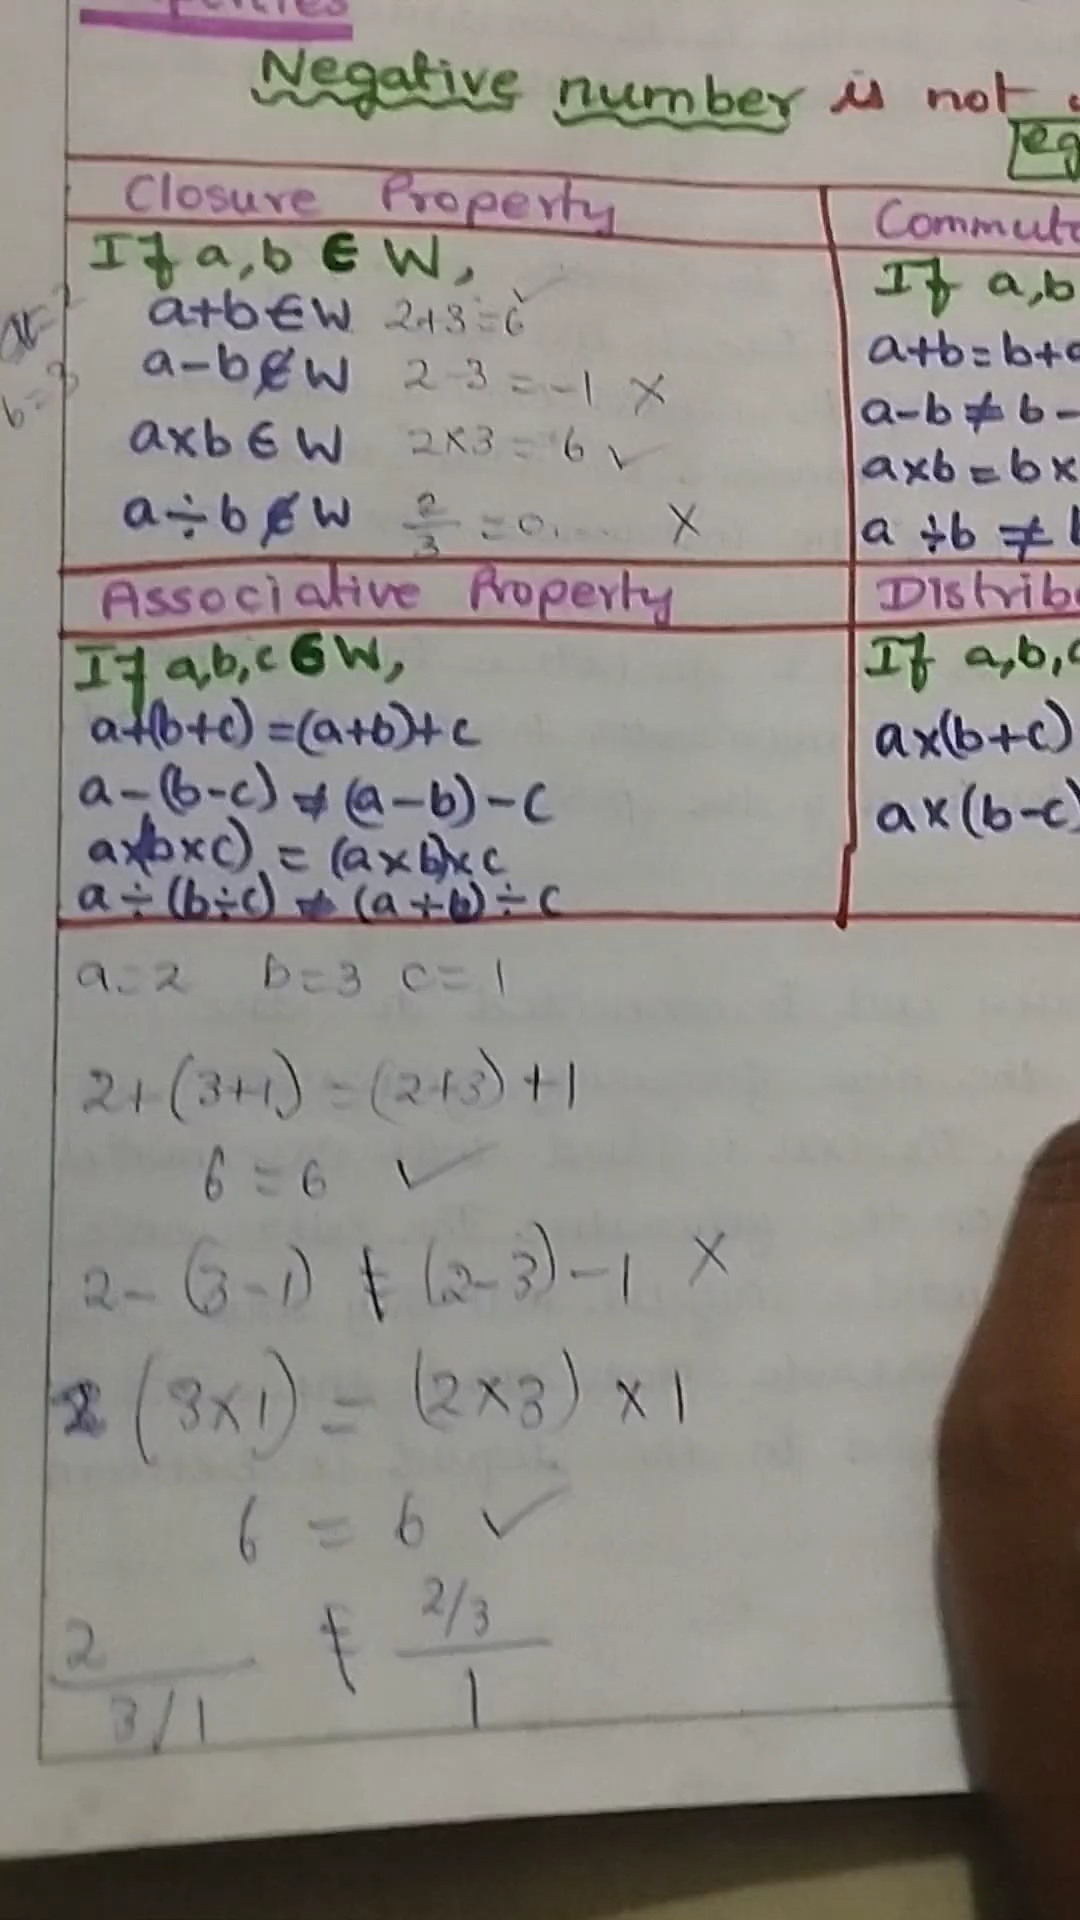 Negative number is not
eg
Closure Property
If a, b ∈ W,
a+b ∈ W 2+3=6 ✓
a-b ∉ W 2-3 = -1 ×
a×b ∈ W 2×3 = 6 ✓
a÷b ∉ W 2/3 = 0. ×
a=2
b=3
Commut
If a, b
a+b = b+
a-b ≠ b-
a×b = b×
a÷b ≠
Associative Property
If a, b, c ∈ W,
a+(b+c) = (a+b)+c
a-(b-c) ≠ (a-b)-c
a×(b×c) = (a×b)×c
a÷(b÷c) ≠ (a÷b)÷c
Distrib
If a, b,
a×(b+c)
a×(b-c)
a=2 b=3 c=1
2+(3+1) = (2+3)+1
6 = 6 ✓
2-(3-1) ≠ (2-3)-1 ×
2(3×1) = (2×3)×1
6 = 6 ✓
2 / 3/1 ≠ 2/3 / 1